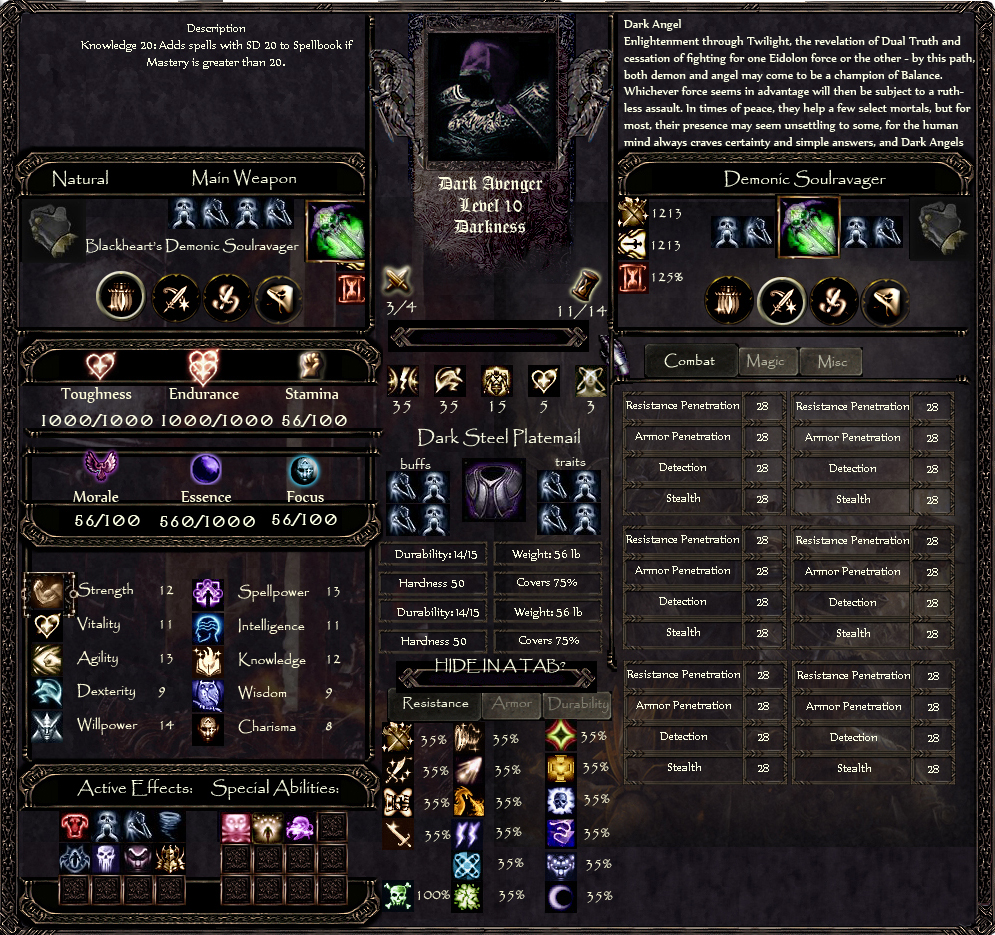 Description
Knowledge 20: Adds spells with SD 20 to Spellbook if
Mastery is greater than 20.
Natural
Main Weapon
Blackheart's Demonic Soulravager
Toughness
Endurance
Stamina
1000/1000
1000/1000
56/100
Morale
Essence
Focus
56/100
560/1000
56/100
Strength 12
Spellpower 13
Vitality 11
Intelligence 11
Agility 13
Knowledge 12
Dexterity 9
Wisdom 9
Willpower 14
Charisma 8
Active Effects:
Special Abilities:
Dark Avenger
Level 10
Darkness
3/4
11/14
35
35
15
5
3
Dark Steel Platemail
buffs
traits
Durability: 14/15
Weight: 56 lb
Hardness 50
Covers 75%
Durability: 14/15
Weight: 56 lb
Hardness 50
Covers 75%
HIDE IN A TAB?
Resistance
Armor
Durability
35% 35% 35%
35% 35% 35%
35% 35% 35%
35% 35% 35%
35% 35%
100% 35% 35%
Dark Angel
Enlightenment through Twilight, the revelation of Dual Truth and
cessation of fighting for one Eidolon force or the other - by this path,
both demon and angel may come to be a champion of Balance.
Whichever force seems in advantage will then be subject to a ruth-
less assault. In times of peace, they help a few select mortals, but for
most, their presence may seem unsettling to some, for the human
mind always craves certainty and simple answers, and Dark Angels
Demonic Soulravager
1213
1213
125%
Combat
Magic
Misc
Resistance Penetration 28 Resistance Penetration 28
Armor Penetration 28 Armor Penetration 28
Detection 28 Detection 28
Stealth 28 Stealth 28
Resistance Penetration 28 Resistance Penetration 28
Armor Penetration 28 Armor Penetration 28
Detection 28 Detection 28
Stealth 28 Stealth 28
Resistance Penetration 28 Resistance Penetration 28
Armor Penetration 28 Armor Penetration 28
Detection 28 Detection 28
Stealth 28 Stealth 28